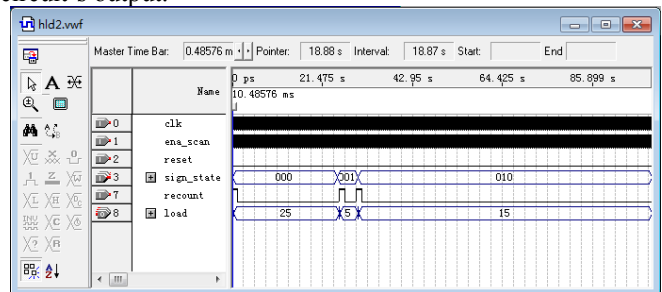 circuit's output.
hld2.vwf
Master Time Bar: 0.48576 m Pointer: 18.88 s Interval: 18.87 s Start: End
Name
0 ps 21.475 s 42.95 s 64.425 s 85.899 s
10.48576 ms
0 clk
1 ena_scan
2 reset
3 sign_state 000 001 010
7 recount
8 load 25 5 15